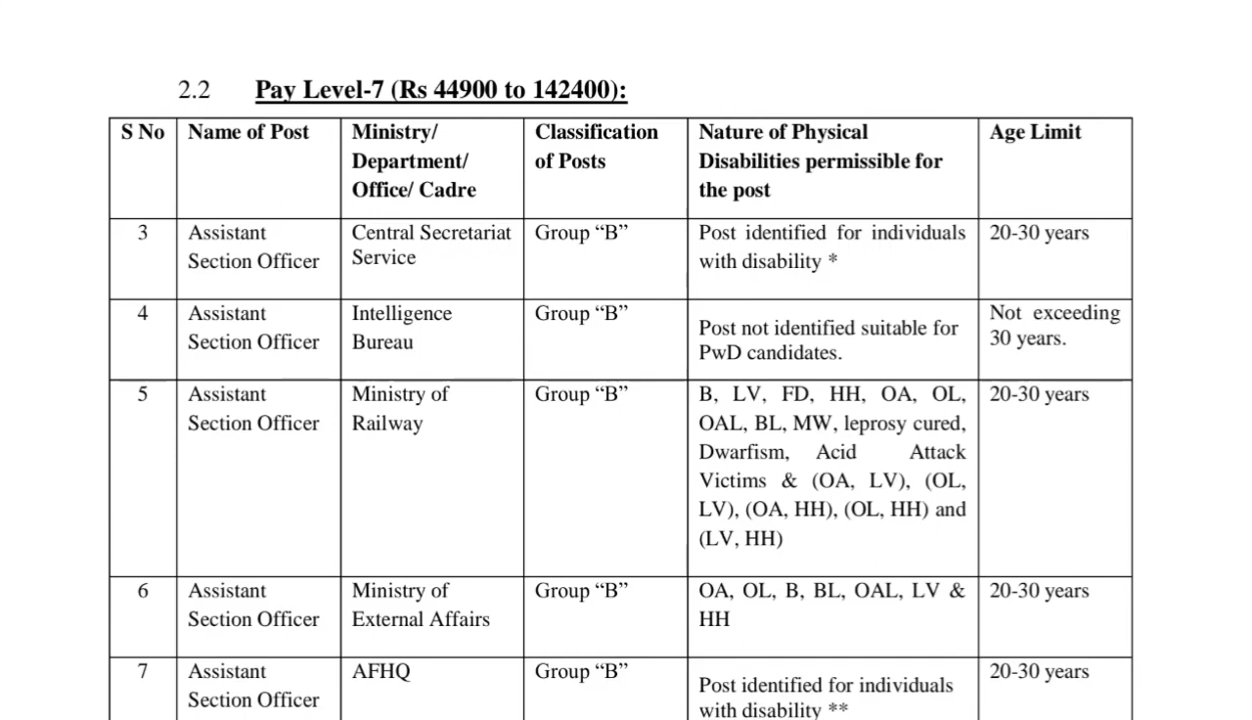 2.2 Pay Level-7 (Rs 44900 to 142400):
S No Name of Post Ministry/ Department/ Office/ Cadre Classification of Posts Nature of Physical Disabilities permissible for the post Age Limit
3 Assistant Section Officer Central Secretariat Service Group “B” Post identified for individuals with disability * 20-30 years
4 Assistant Section Officer Intelligence Bureau Group “B” Post not identified suitable for PwD candidates. Not exceeding 30 years.
5 Assistant Section Officer Ministry of Railway Group “B” B, LV, FD, HH, OA, OL, OAL, BL, MW, leprosy cured, Dwarfism, Acid Attack Victims & (OA, LV), (OL, LV), (OA, HH), (OL, HH) and (LV, HH) 20-30 years
6 Assistant Section Officer Ministry of External Affairs Group “B” OA, OL, B, BL, OAL, LV & HH 20-30 years
7 Assistant Section Officer AFHQ Group “B” Post identified for individuals with disability ** 20-30 years